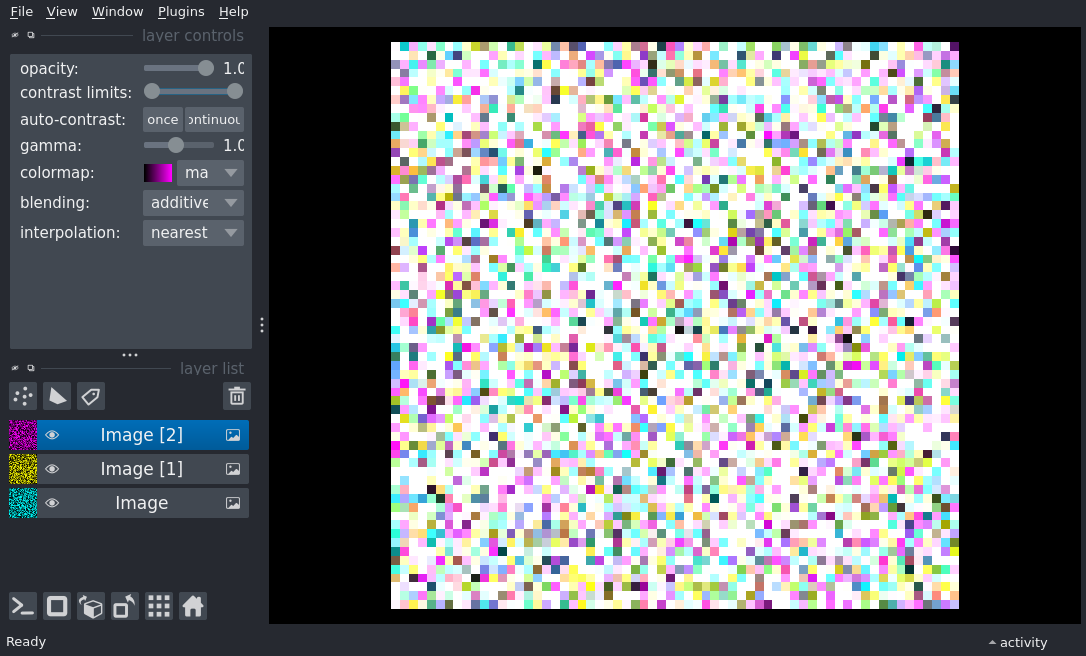 File View Window Plugins Help
layer controls
opacity: 1.0
contrast limits:
auto-contrast: once ontinuou
gamma: 1.0
colormap: ma
blending: additive
interpolation: nearest
layer list
Image [2]
Image [1]
Image
Ready
activity